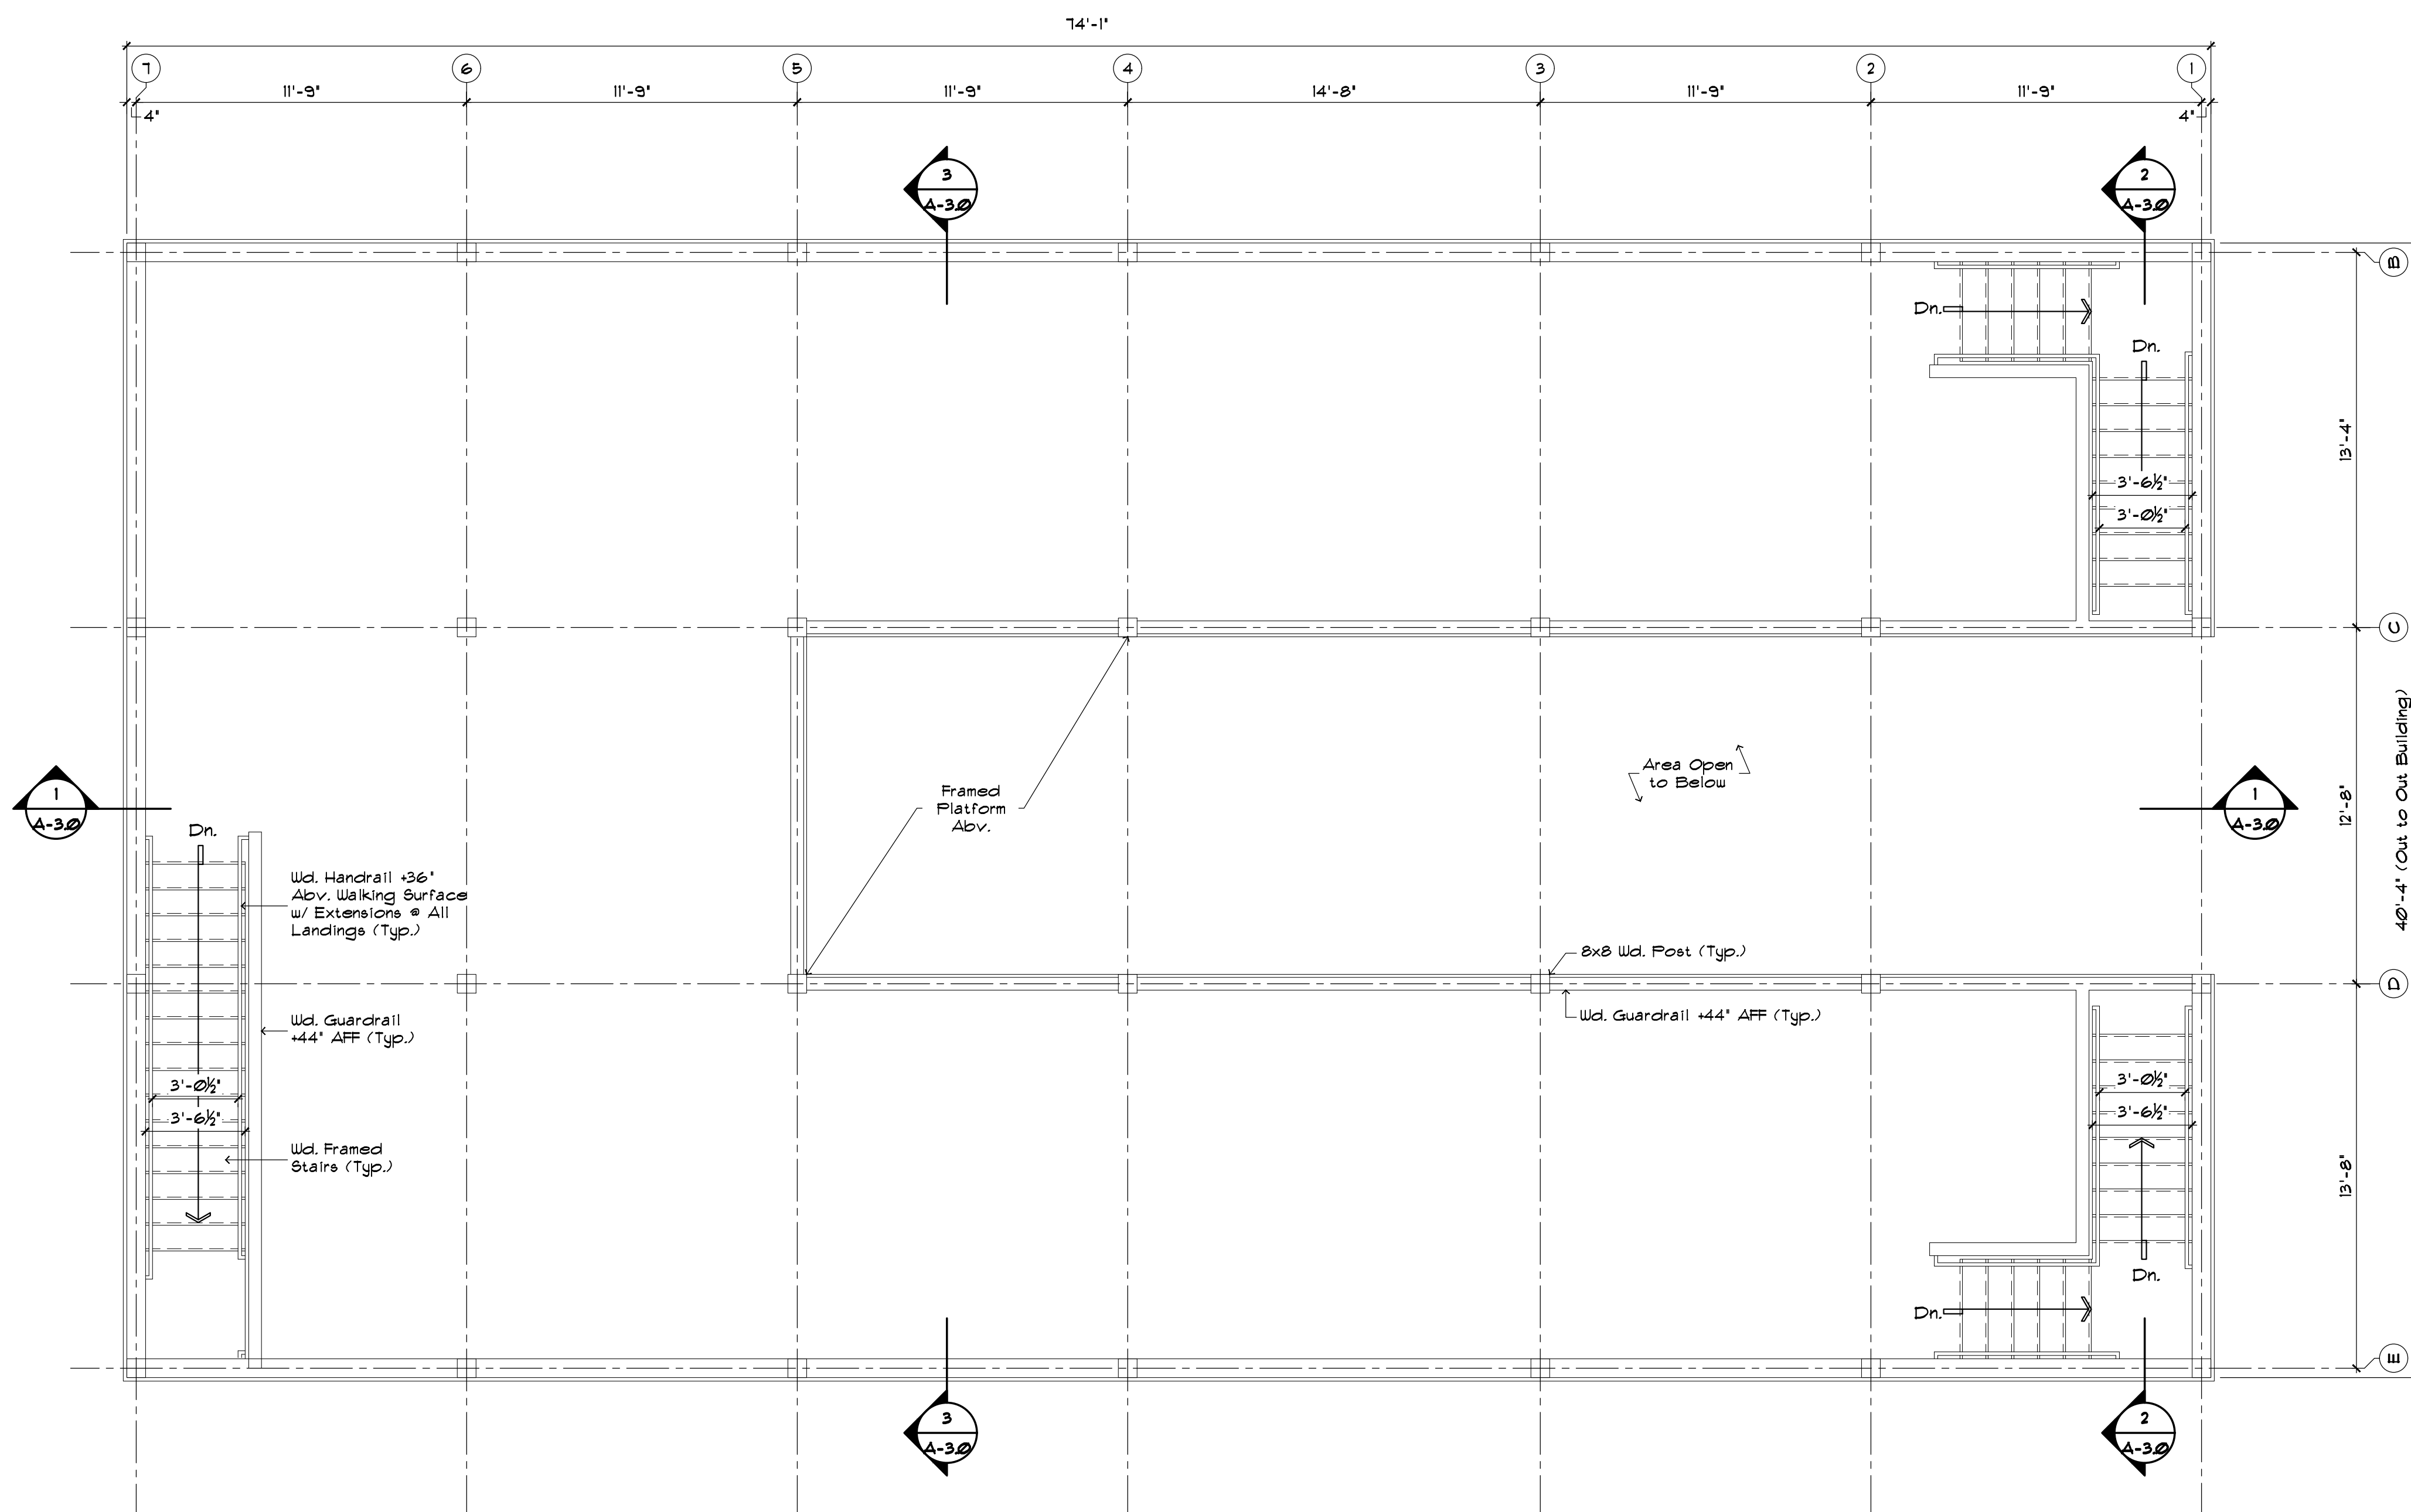 74'-1"
7
6
5
4
3
2
1
11'-9"
11'-9"
11'-9"
14'-8"
11'-9"
11'-9"
4"
4"
3
A-3.0
2
A-3.0
B
Dn.
Dn.
13'-4"
3'-6½"
3'-0½"
C
40'-4" (Out to Out Building)
Area Open
to Below
Framed
Platform
Abv.
1
A-3.0
1
A-3.0
12'-8"
Dn.
Wd. Handrail +36"
Abv. Walking Surface
w/ Extensions @ All
Landings (Typ.)
8x8 Wd. Post (Typ.)
D
Wd. Guardrail
+44" AFF (Typ.)
Wd. Guardrail +44" AFF (Typ.)
3'-0½"
3'-6½"
3'-0½"
3'-6½"
Wd. Framed
Stairs (Typ.)
13'-8"
Dn.
Dn.
E
3
A-3.0
2
A-3.0